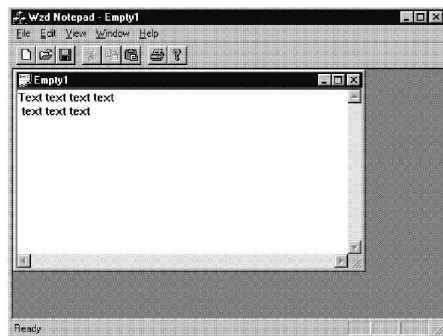 Wzd Notepad - Empty1
File Edit View Window Help
Empty1
Text text text text
text text text
Ready